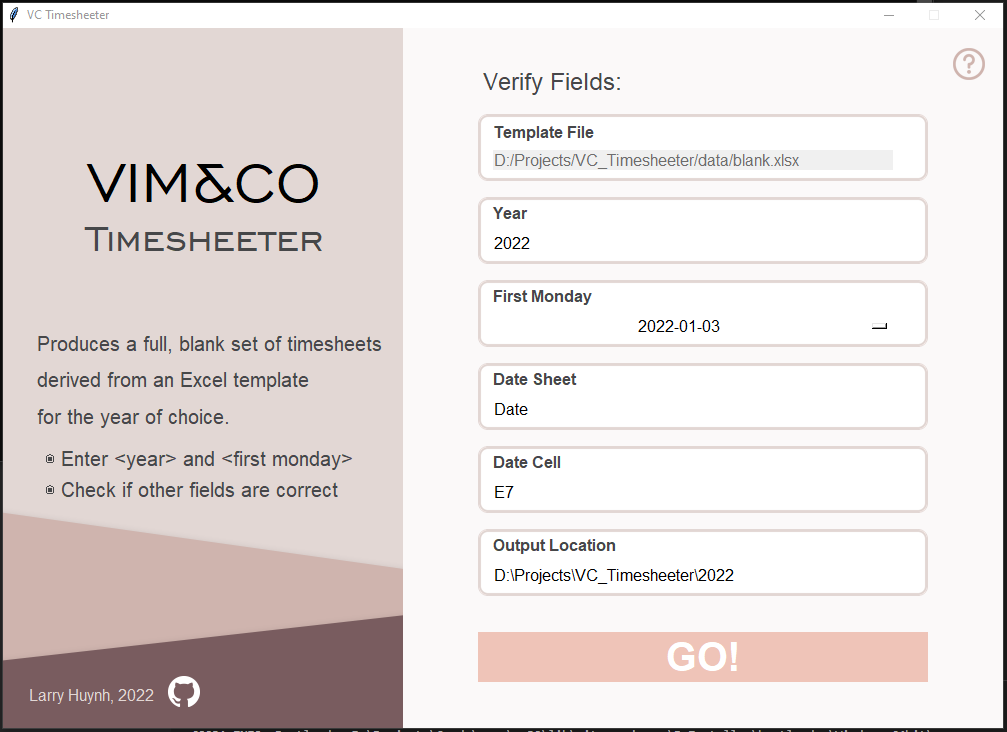 VC Timesheeter
VIM&CO
TIMESHEETER
Produces a full, blank set of timesheets
derived from an Excel template
for the year of choice.
Enter <year> and <first monday>
Check if other fields are correct
Larry Huynh, 2022
?
Verify Fields:
Template File
D:/Projects/VC_Timesheeter/data/blank.xlsx
Year
2022
First Monday
2022-01-03
Date Sheet
Date
Date Cell
E7
Output Location
D:\Projects\VC_Timesheeter\2022
GO!